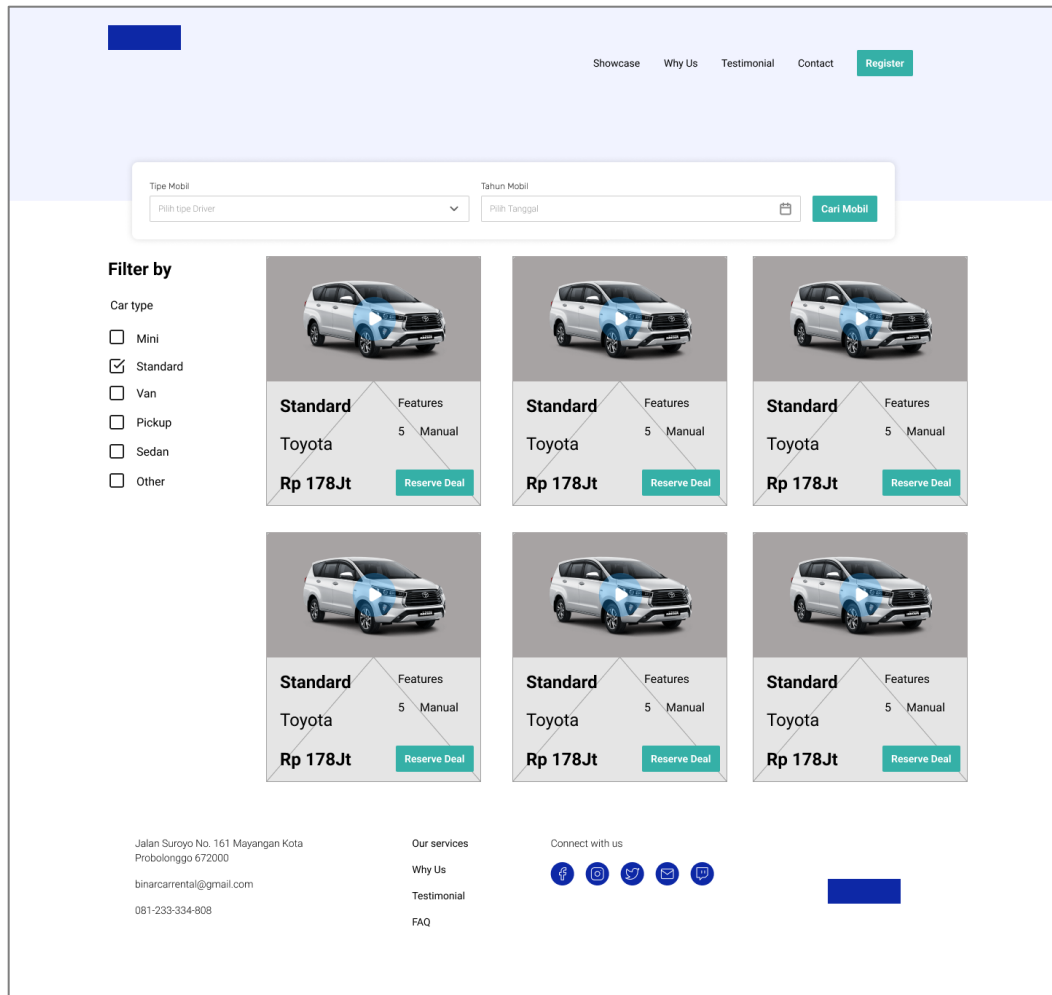 Showcase Why Us Testimonial Contact Register
Tipe Mobil
Pilih tipe Driver
Tahun Mobil
Pilih Tanggal
Cari Mobil
Filter by
Car type
Mini
Standard
Van
Pickup
Sedan
Other
Standard
Features
5 Manual
Toyota
Rp 178Jt
Reserve Deal
Standard
Features
5 Manual
Toyota
Rp 178Jt
Reserve Deal
Standard
Features
5 Manual
Toyota
Rp 178Jt
Reserve Deal
Standard
Features
5 Manual
Toyota
Rp 178Jt
Reserve Deal
Standard
Features
5 Manual
Toyota
Rp 178Jt
Reserve Deal
Standard
Features
5 Manual
Toyota
Rp 178Jt
Reserve Deal
Jalan Suroyo No. 161 Mayangan Kota
Probolonggo 672000
binarcarrental@gmail.com
081-233-334-808
Our services
Why Us
Testimonial
FAQ
Connect with us